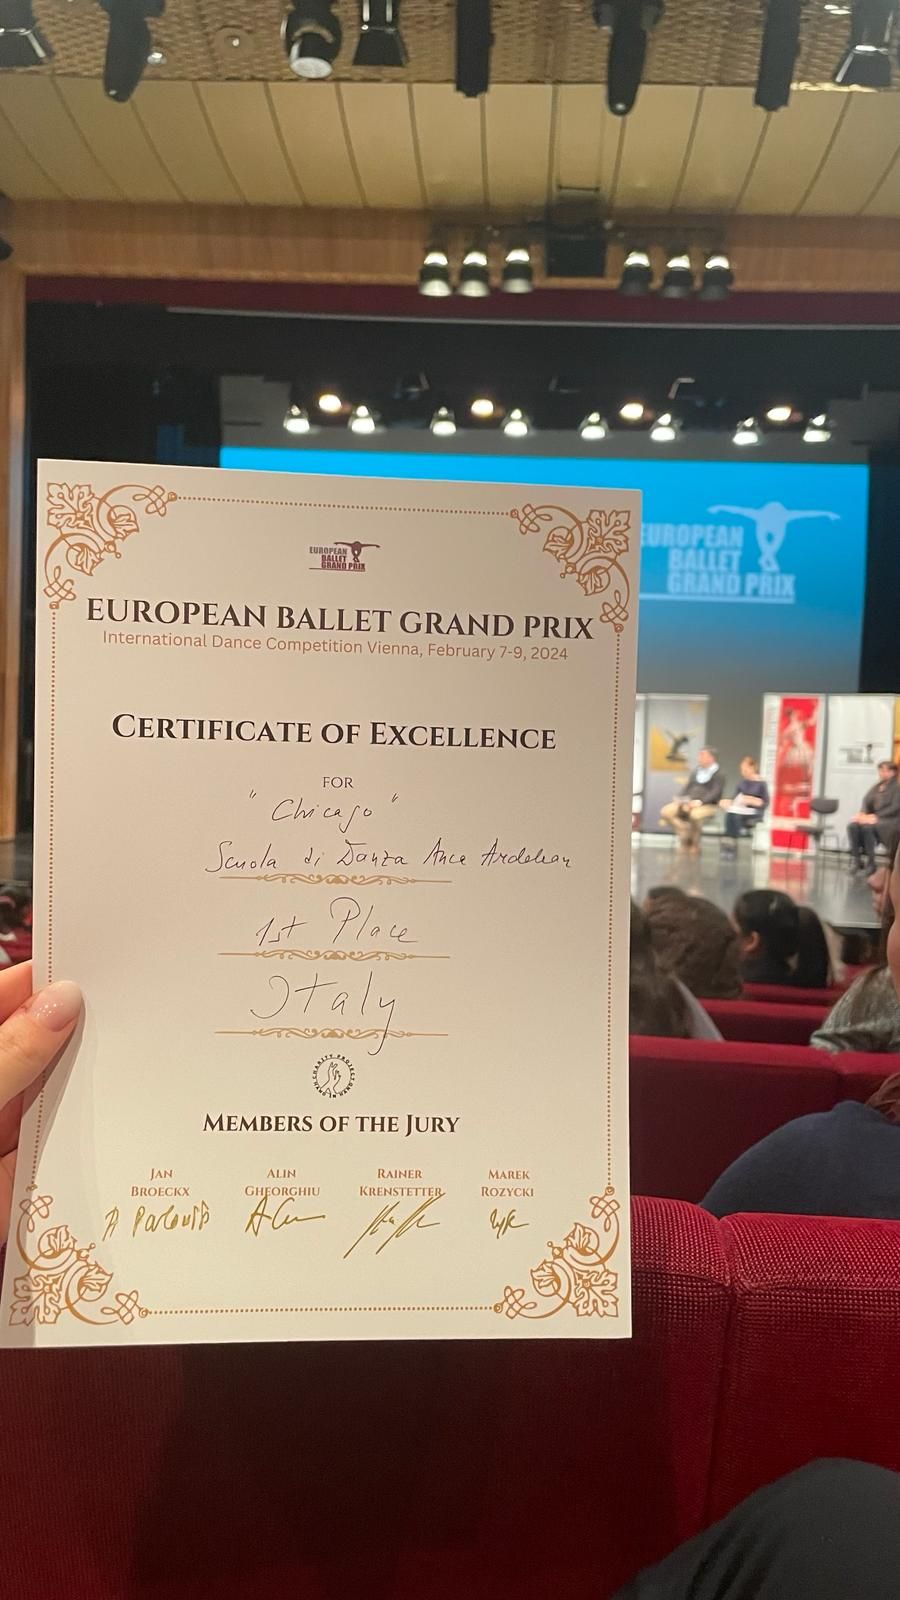 EUROPEAN
BALLET
GRAND PRIX
EUROPEAN BALLET GRAND PRIX
International Dance Competition Vienna, February 7-9, 2024
CERTIFICATE OF EXCELLENCE
FOR
"Chicago"
Scuola di Danza Ance Ardelean
1st Place
Italy
MEMBERS OF THE JURY
JAN
BROECKX
ALIN
GHEORGHIU
RAINER
KRENSTETTER
MAREK
ROZYCKI
EUROPEAN
BALLET
GRAND PRIX